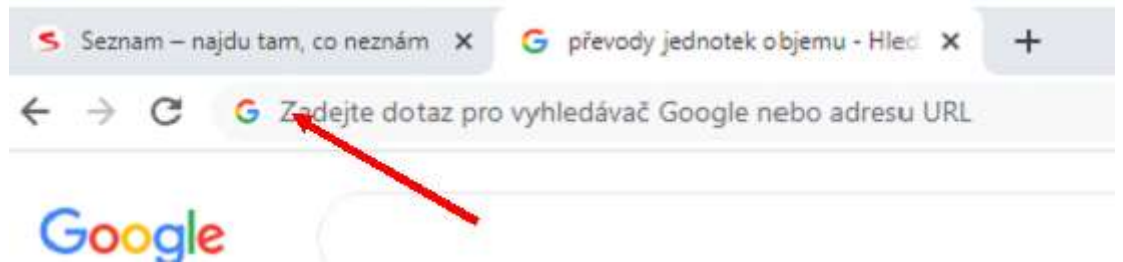 Seznam – najdu tam, co neznám
převody jednotek objemu - Hled
Zadejte dotaz pro vyhledávač Google nebo adresu URL
Google